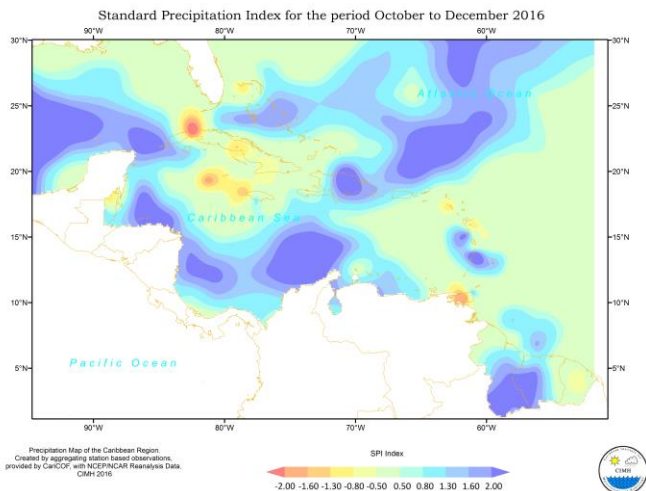 Standard Precipitation Index for the period October to December 2016
90°W 80°W 70°W 60°W
30°N 30°N
25°N 25°N
Atlantic Ocean
20°N 20°N
Caribbean Sea
15°N 15°N
10°N 10°N
Pacific Ocean
5°N 5°N
90°W 80°W 70°W 60°W
Precipitation Map of the Caribbean Region.
Created by aggregating station based observations,
provided by CariCOF, with NCEP/NCAR Reanalysis Data.
CIMH 2016
SPI Index
-2.00 -1.60 -1.30 -0.80 -0.50 0.50 0.80 1.30 1.60 2.00
CIMH